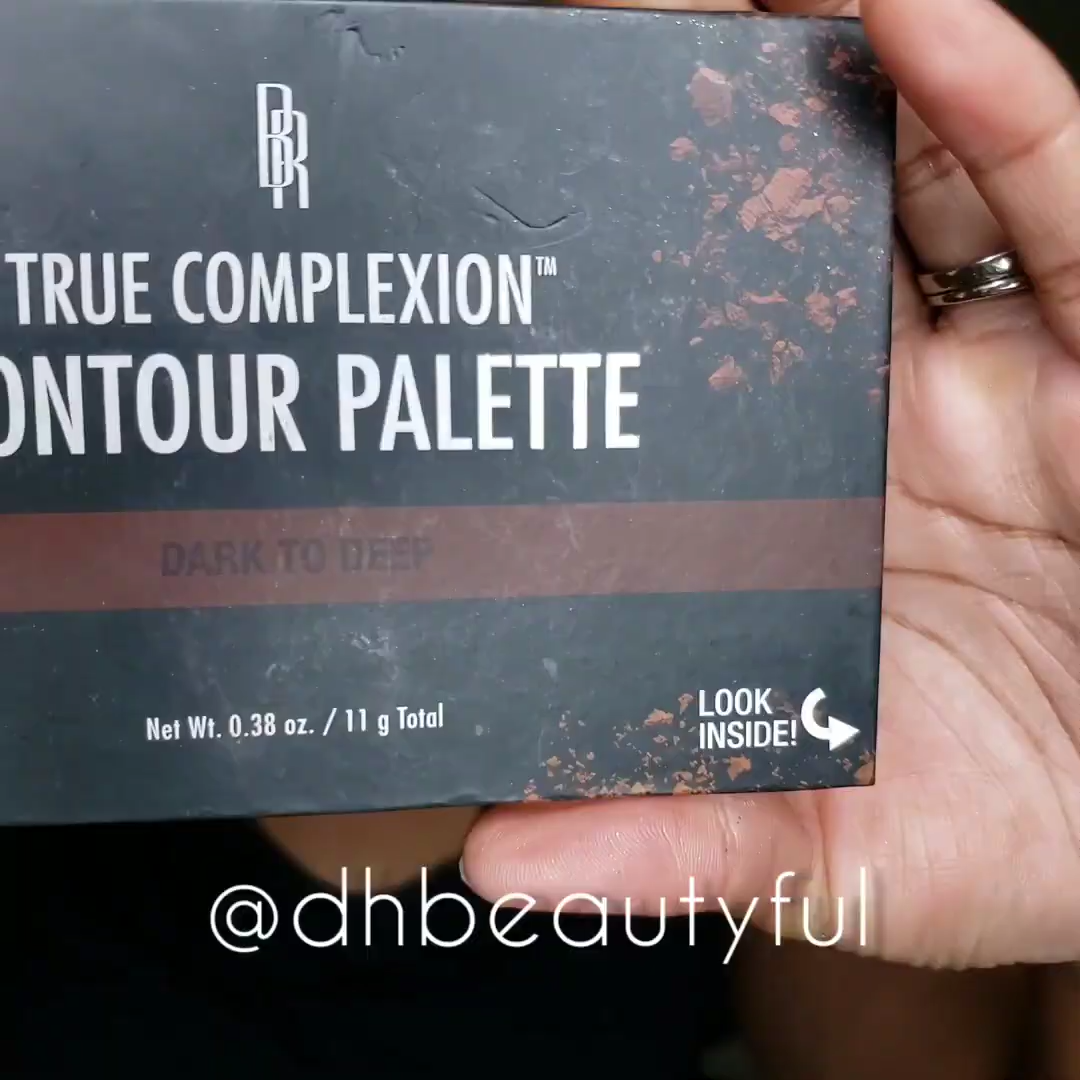 BR
TRUE COMPLEXION™
ONTOUR PALETTE
DARK TO DEEP
Net Wt. 0.38 oz. / 11 g Total
LOOK
INSIDE!
@dhbeautyful